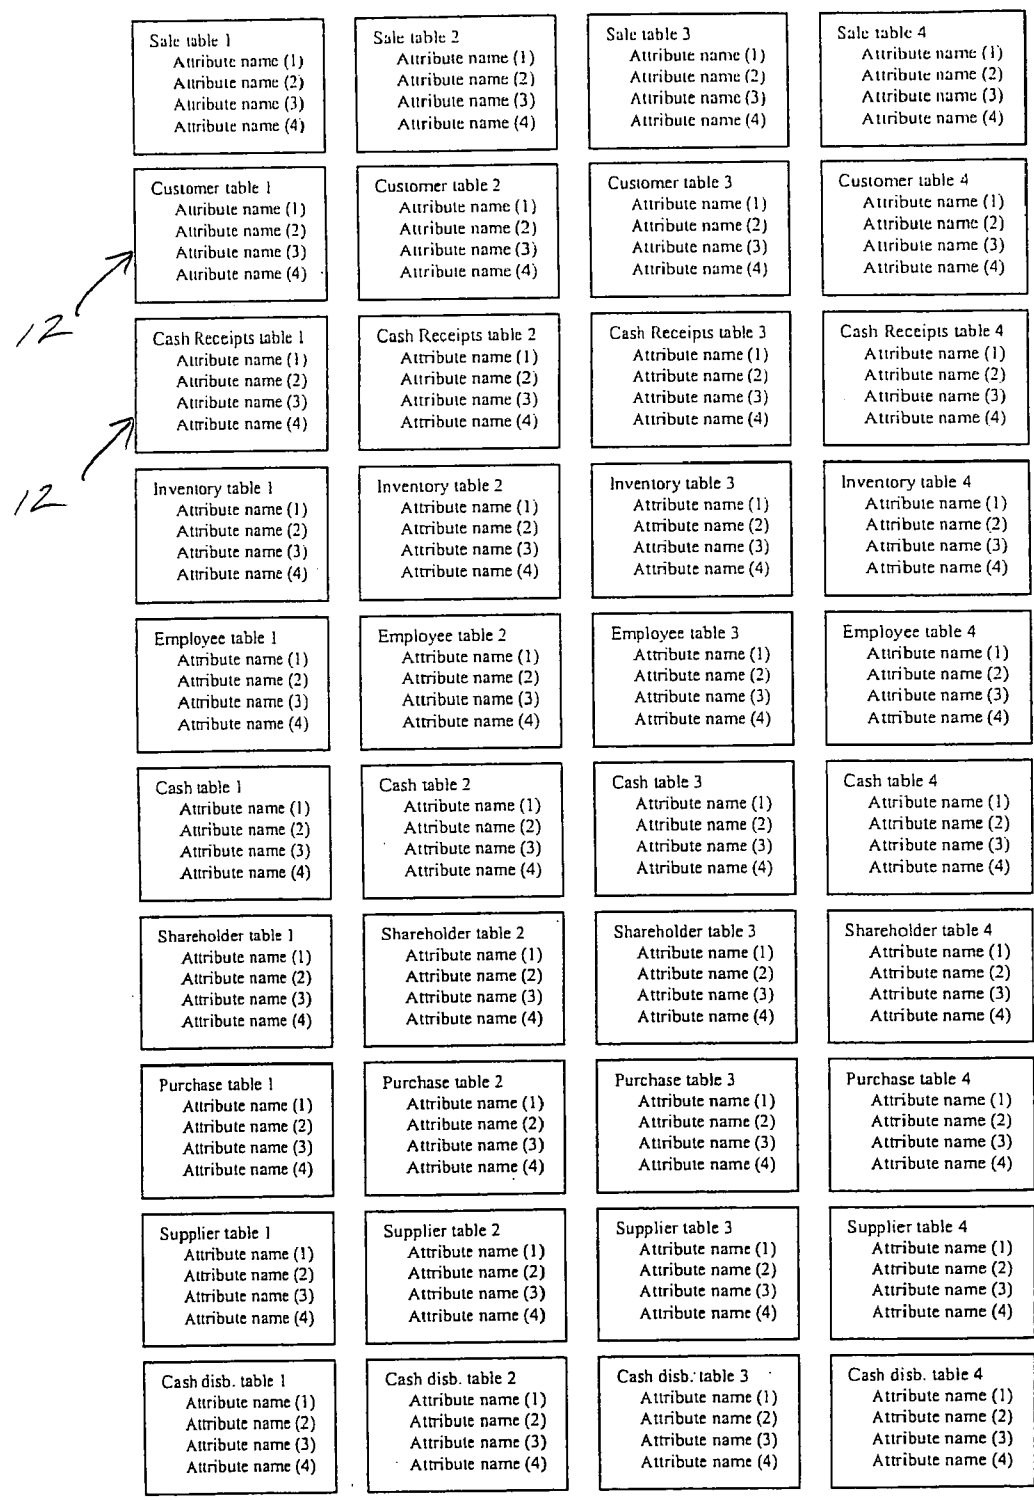 Sale table 1
Attribute name (1)
Attribute name (2)
Attribute name (3)
Attribute name (4)
Sale table 2
Attribute name (1)
Attribute name (2)
Attribute name (3)
Attribute name (4)
Sale table 3
Attribute name (1)
Attribute name (2)
Attribute name (3)
Attribute name (4)
Sale table 4
Attribute name (1)
Attribute name (2)
Attribute name (3)
Attribute name (4)
Customer table 1
Attribute name (1)
Attribute name (2)
Attribute name (3)
Attribute name (4)
Customer table 2
Attribute name (1)
Attribute name (2)
Attribute name (3)
Attribute name (4)
Customer table 3
Attribute name (1)
Attribute name (2)
Attribute name (3)
Attribute name (4)
Customer table 4
Attribute name (1)
Attribute name (2)
Attribute name (3)
Attribute name (4)
12
Cash Receipts table 1
Attribute name (1)
Attribute name (2)
Attribute name (3)
Attribute name (4)
Cash Receipts table 2
Attribute name (1)
Attribute name (2)
Attribute name (3)
Attribute name (4)
Cash Receipts table 3
Attribute name (1)
Attribute name (2)
Attribute name (3)
Attribute name (4)
Cash Receipts table 4
Attribute name (1)
Attribute name (2)
Attribute name (3)
Attribute name (4)
12
Inventory table 1
Attribute name (1)
Attribute name (2)
Attribute name (3)
Attribute name (4)
Inventory table 2
Attribute name (1)
Attribute name (2)
Attribute name (3)
Attribute name (4)
Inventory table 3
Attribute name (1)
Attribute name (2)
Attribute name (3)
Attribute name (4)
Inventory table 4
Attribute name (1)
Attribute name (2)
Attribute name (3)
Attribute name (4)
Employee table 1
Attribute name (1)
Attribute name (2)
Attribute name (3)
Attribute name (4)
Employee table 2
Attribute name (1)
Attribute name (2)
Attribute name (3)
Attribute name (4)
Employee table 3
Attribute name (1)
Attribute name (2)
Attribute name (3)
Attribute name (4)
Employee table 4
Attribute name (1)
Attribute name (2)
Attribute name (3)
Attribute name (4)
Cash table 1
Attribute name (1)
Attribute name (2)
Attribute name (3)
Attribute name (4)
Cash table 2
Attribute name (1)
Attribute name (2)
Attribute name (3)
Attribute name (4)
Cash table 3
Attribute name (1)
Attribute name (2)
Attribute name (3)
Attribute name (4)
Cash table 4
Attribute name (1)
Attribute name (2)
Attribute name (3)
Attribute name (4)
Shareholder table 1
Attribute name (1)
Attribute name (2)
Attribute name (3)
Attribute name (4)
Shareholder table 2
Attribute name (1)
Attribute name (2)
Attribute name (3)
Attribute name (4)
Shareholder table 3
Attribute name (1)
Attribute name (2)
Attribute name (3)
Attribute name (4)
Shareholder table 4
Attribute name (1)
Attribute name (2)
Attribute name (3)
Attribute name (4)
Purchase table 1
Attribute name (1)
Attribute name (2)
Attribute name (3)
Attribute name (4)
Purchase table 2
Attribute name (1)
Attribute name (2)
Attribute name (3)
Attribute name (4)
Purchase table 3
Attribute name (1)
Attribute name (2)
Attribute name (3)
Attribute name (4)
Purchase table 4
Attribute name (1)
Attribute name (2)
Attribute name (3)
Attribute name (4)
Supplier table 1
Attribute name (1)
Attribute name (2)
Attribute name (3)
Attribute name (4)
Supplier table 2
Attribute name (1)
Attribute name (2)
Attribute name (3)
Attribute name (4)
Supplier table 3
Attribute name (1)
Attribute name (2)
Attribute name (3)
Attribute name (4)
Supplier table 4
Attribute name (1)
Attribute name (2)
Attribute name (3)
Attribute name (4)
Cash disb. table 1
Attribute name (1)
Attribute name (2)
Attribute name (3)
Attribute name (4)
Cash disb. table 2
Attribute name (1)
Attribute name (2)
Attribute name (3)
Attribute name (4)
Cash disb. table 3
Attribute name (1)
Attribute name (2)
Attribute name (3)
Attribute name (4)
Cash disb. table 4
Attribute name (1)
Attribute name (2)
Attribute name (3)
Attribute name (4)